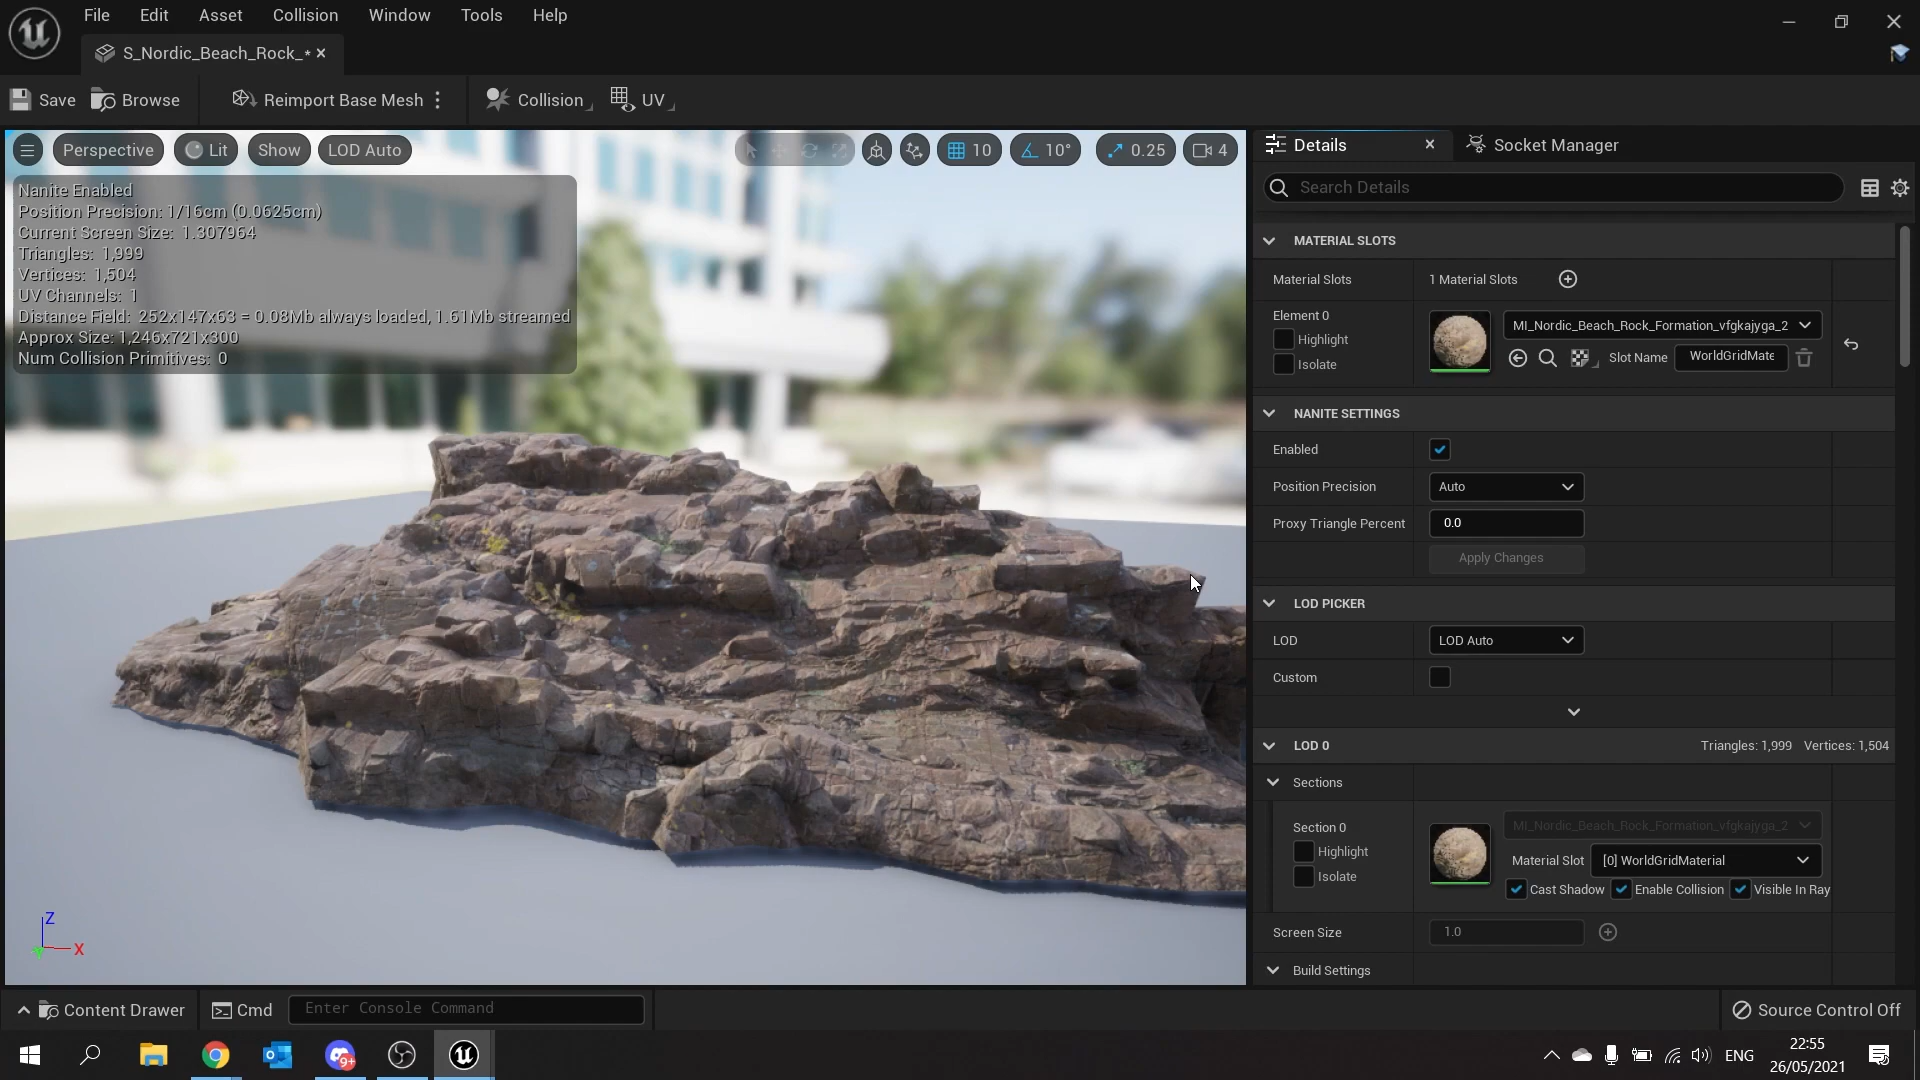 File Edit Asset Collision Window Tools Help
S_Nordic_Beach_Rock_*
Save Browse Reimport Base Mesh Collision UV
Perspective Lit Show LOD Auto 10 10° 0.25 4
Nanite Enabled
Position Precision: 1/16cm (0.0625cm)
Current Screen Size: 1.307964
Triangles: 1,999
Vertices: 1,504
UV Channels: 1
Distance Field: 252x147x63 = 0.08Mb always loaded, 1.61Mb streamed
Approx Size: 1,246x721x300
Num Collision Primitives: 0
Z
X
Y
Details Socket Manager
Search Details
MATERIAL SLOTS
Material Slots 1 Material Slots
Element 0
Highlight
Isolate
MI_Nordic_Beach_Rock_Formation_vfgkajyga_2
Slot Name WorldGridMate
NANITE SETTINGS
Enabled
Position Precision Auto
Proxy Triangle Percent 0.0
Apply Changes
LOD PICKER
LOD LOD Auto
Custom
LOD 0 Triangles: 1,999 Vertices: 1,504
Sections
Section 0
Highlight
Isolate
MI_Nordic_Beach_Rock_Formation_vfgkajyga_2
Material Slot [0] WorldGridMaterial
Cast Shadow Enable Collision Visible In Ray
Screen Size 1.0
Build Settings
Content Drawer Cmd Enter Console Command Source Control Off
9+
ENG
22:55
26/05/2021